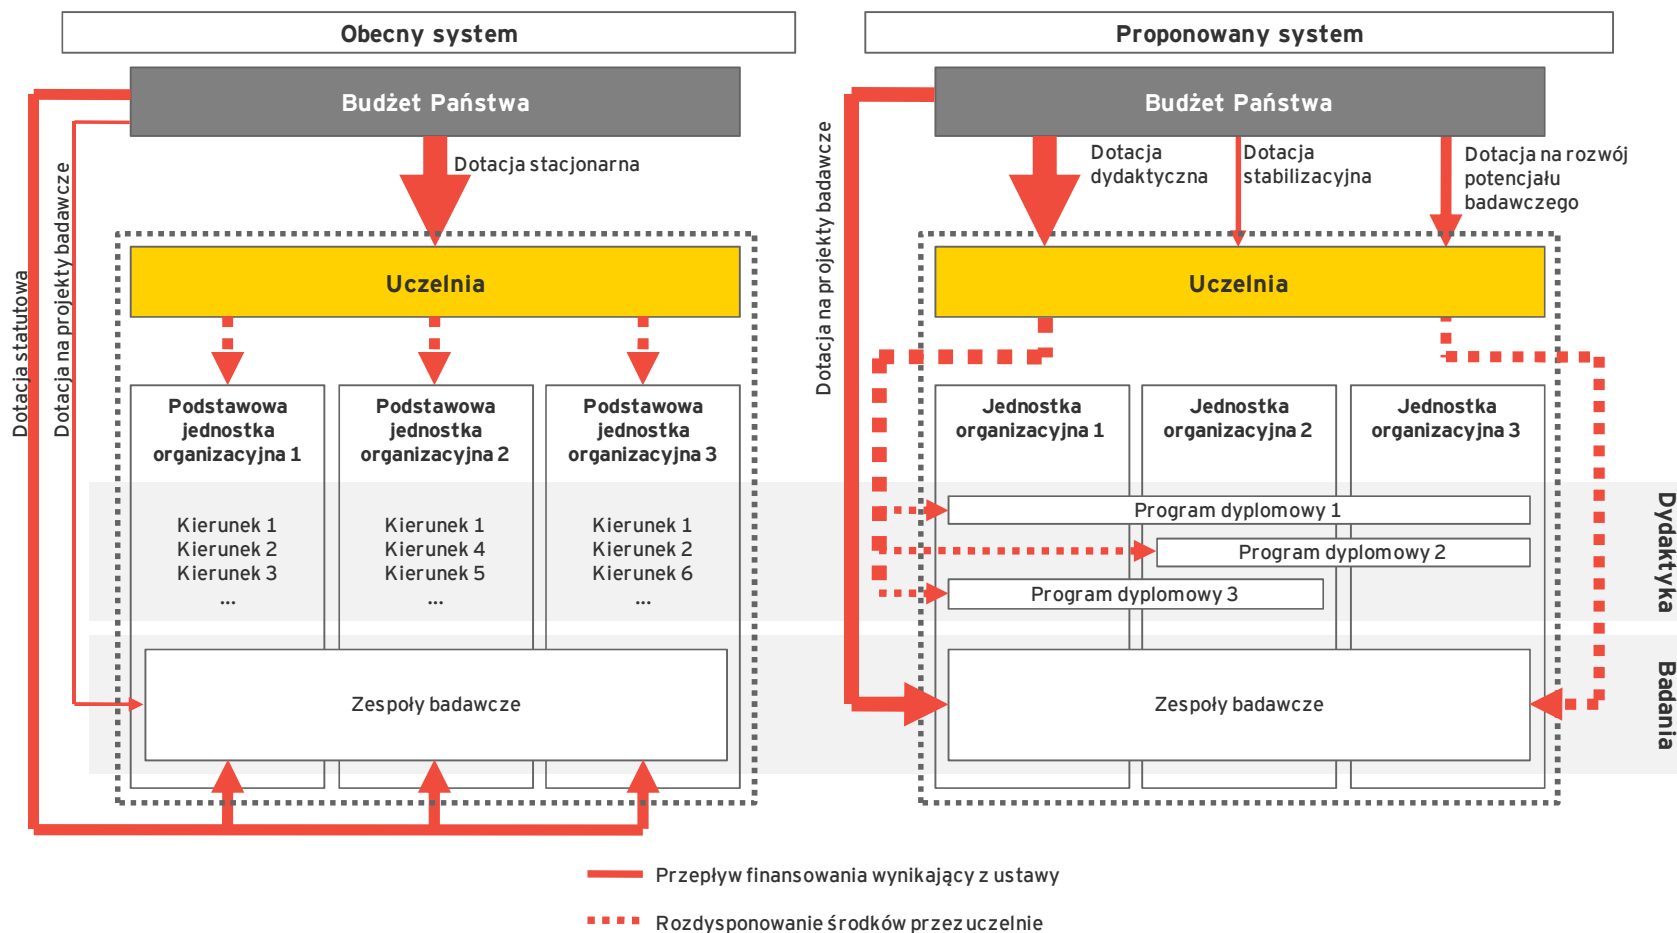 Obecny system
Budżet Państwa
Dotacja stacjonarna
Dotacja statutowa
Dotacja na projekty badawcze
Uczelnia
Podstawowa
jednostka
organizacyjna 1
Podstawowa
jednostka
organizacyjna 2
Podstawowa
jednostka
organizacyjna 3
Kierunek 1
Kierunek 2
Kierunek 3
...
Kierunek 1
Kierunek 4
Kierunek 5
...
Kierunek 1
Kierunek 2
Kierunek 6
...
Zespoły badawcze
Proponowany system
Budżet Państwa
Dotacja na projekty badawcze
Dotacja
dydaktyczna
Dotacja
stabilizacyjna
Dotacja na rozwój
potencjału
badawczego
Uczelnia
Jednostka
organizacyjna 1
Jednostka
organizacyjna 2
Jednostka
organizacyjna 3
Program dyplomowy 1
Program dyplomowy 2
Program dyplomowy 3
Zespoły badawcze
Dydaktyka
Badania
Przepływ finansowania wynikający z ustawy
Rozdysponowanie środków przez uczelnie